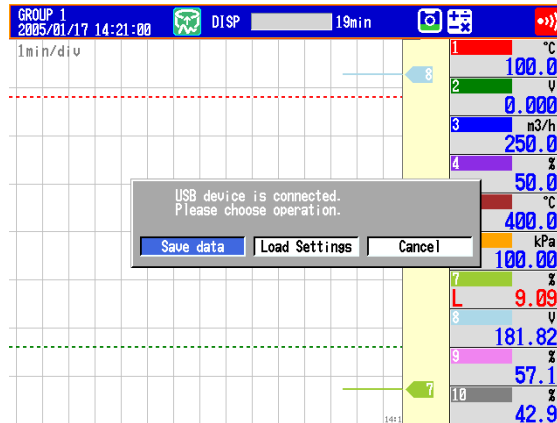 GROUP 1
2005/01/17 14:21:00
DISP
19min
1min/div
1 °C
100.0
2 V
0.000
3 m3/h
250.0
4 %
50.0
°C
400.0
kPa
100.00
7 %
L 9.09
8 V
181.82
9 %
57.1
10 %
42.9
8
USB device is connected.
Please choose operation.
Save data Load Settings Cancel
7
14:1